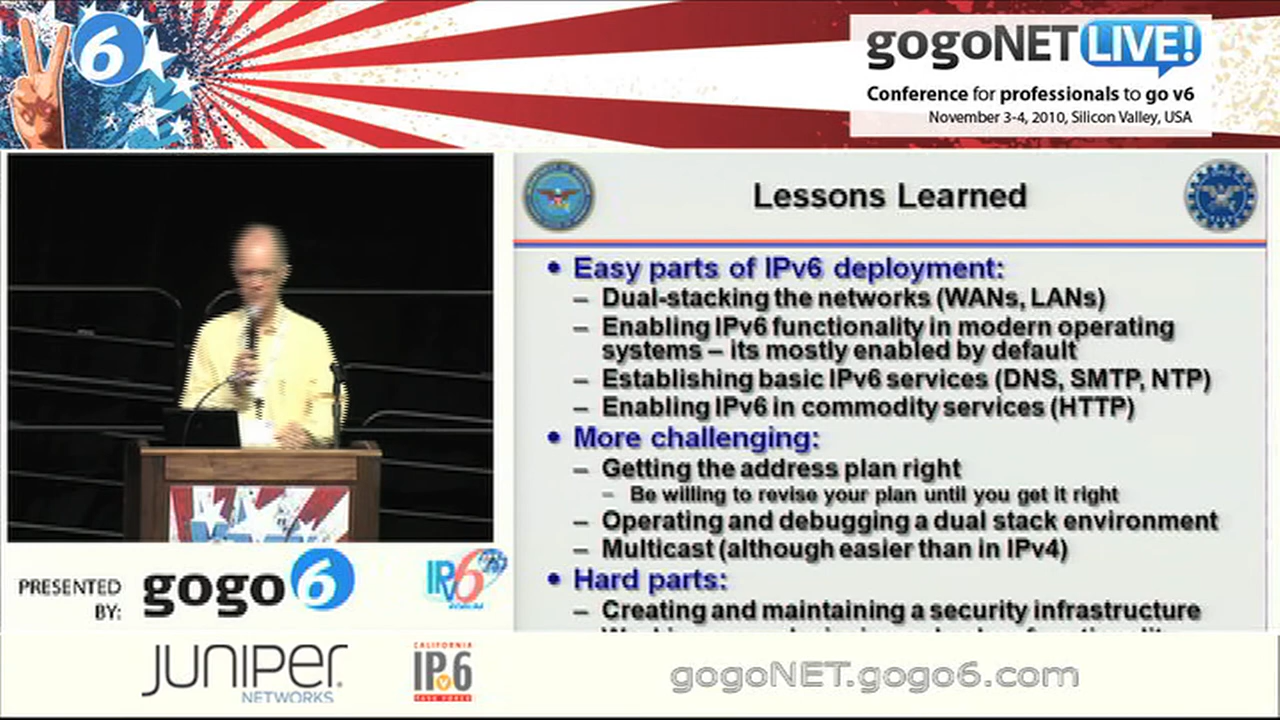 6
gogoNET LIVE!
Conference for professionals to go v6
November 3-4, 2010, Silicon Valley, USA
Lessons Learned
• Easy parts of IPv6 deployment:
– Dual-stacking the networks (WANs, LANs)
– Enabling IPv6 functionality in modern operating
systems – its mostly enabled by default
– Establishing basic IPv6 services (DNS, SMTP, NTP)
– Enabling IPv6 in commodity services (HTTP)
• More challenging:
– Getting the address plan right
– Be willing to revise your plan until you get it right
– Operating and debugging a dual stack environment
– Multicast (although easier than in IPv4)
• Hard parts:
– Creating and maintaining a security infrastructure
PRESENTED
BY:
gogo6
IPv6
JUNIPER
NETWORKS
CALIFORNIA
IPv6
TASK FORCE
gogoNET.gogo6.com